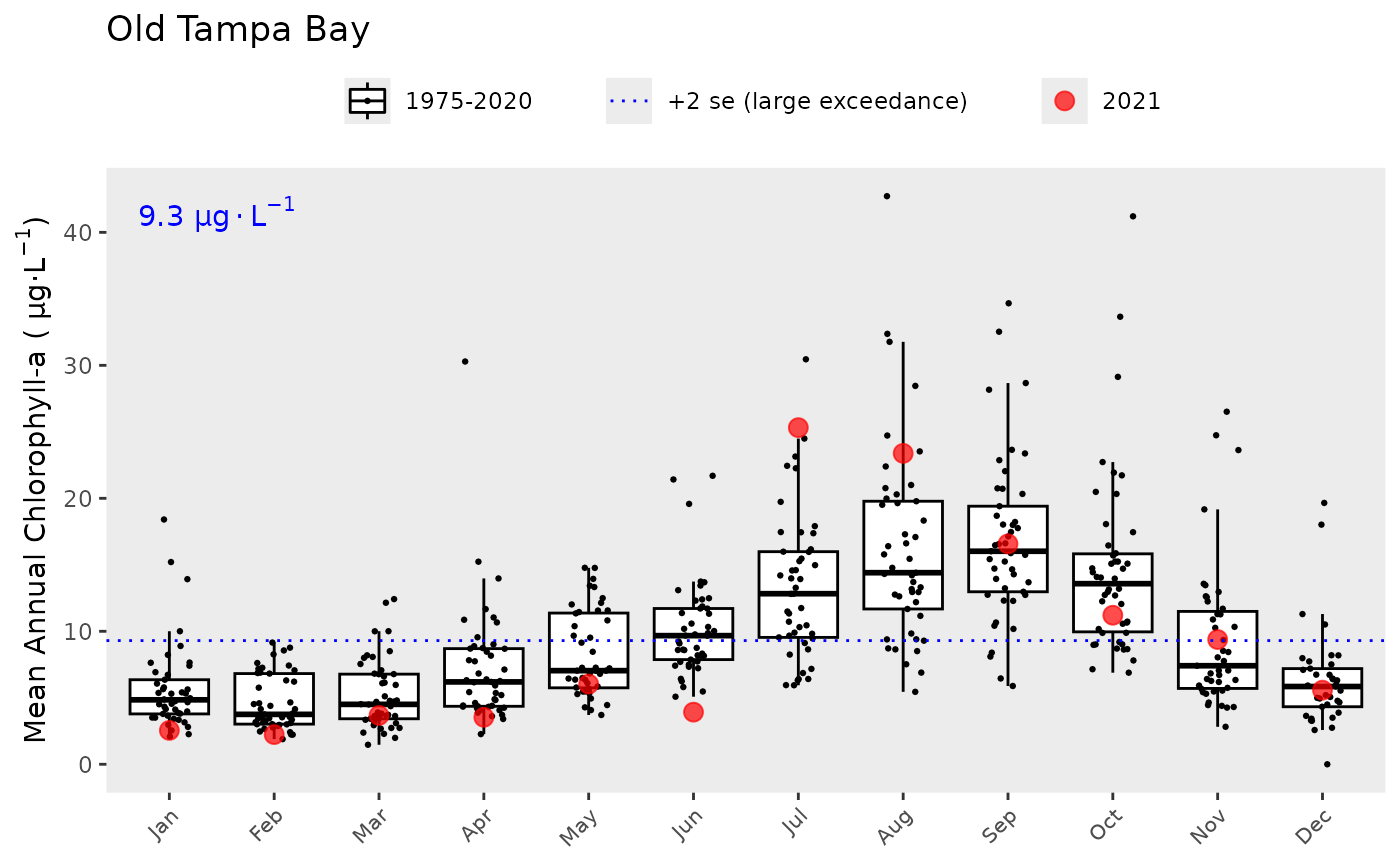 Old Tampa Bay
1975-2020 +2 se (large exceedance) 2021
9.3 µg·L⁻¹
Mean Annual Chlorophyll-a ( µg·L⁻¹)
40
30
20
10
0
Jan Feb Mar Apr May Jun Jul Aug Sep Oct Nov Dec